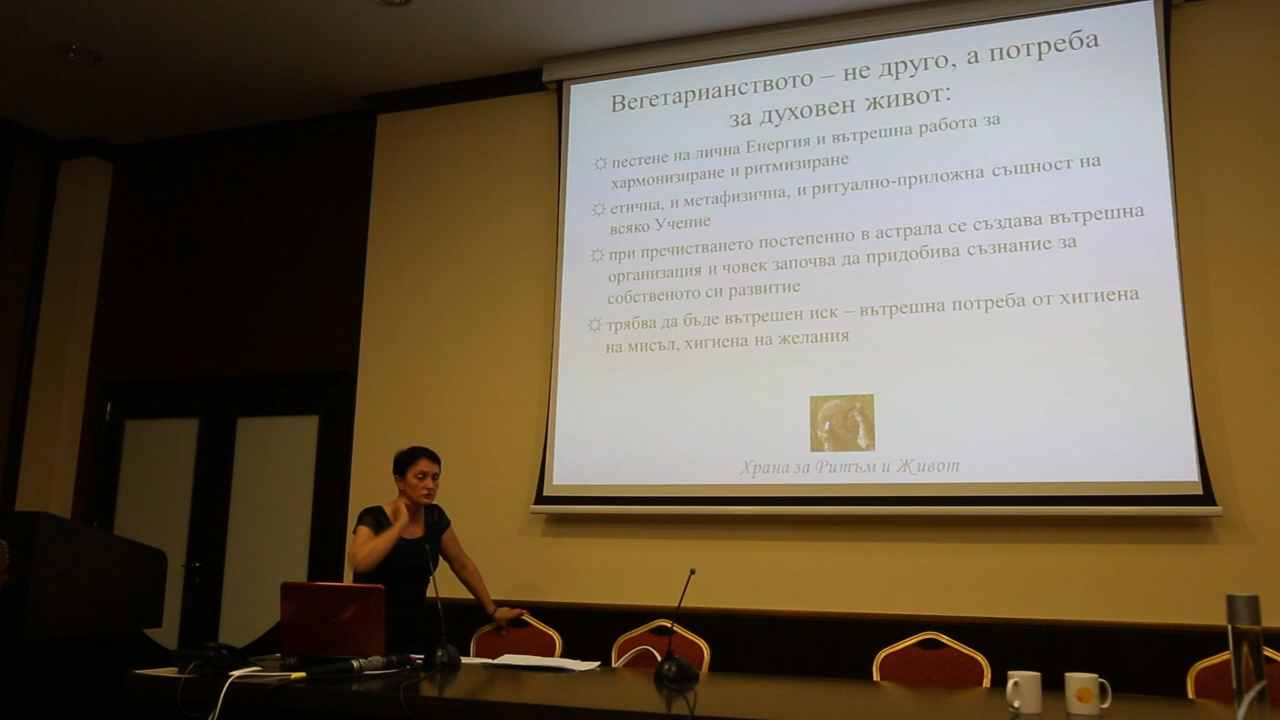 Вегетарианството – не друго, а потреба
за духовен живот:
пестене на лична Енергия и вътрешна работа за
хармонизиране и ритмизиране
етична, и метафизична, и ритуално-приложна същност на
всяко Учение
при пречистването постепенно в астрала се създава вътрешна
организация и човек започва да придобива съзнание за
собственото си развитие
трябва да бъде вътрешен иск – вътрешна потреба от хигиена
на мисъл, хигиена на желания
Храна за Ритъм и Живот